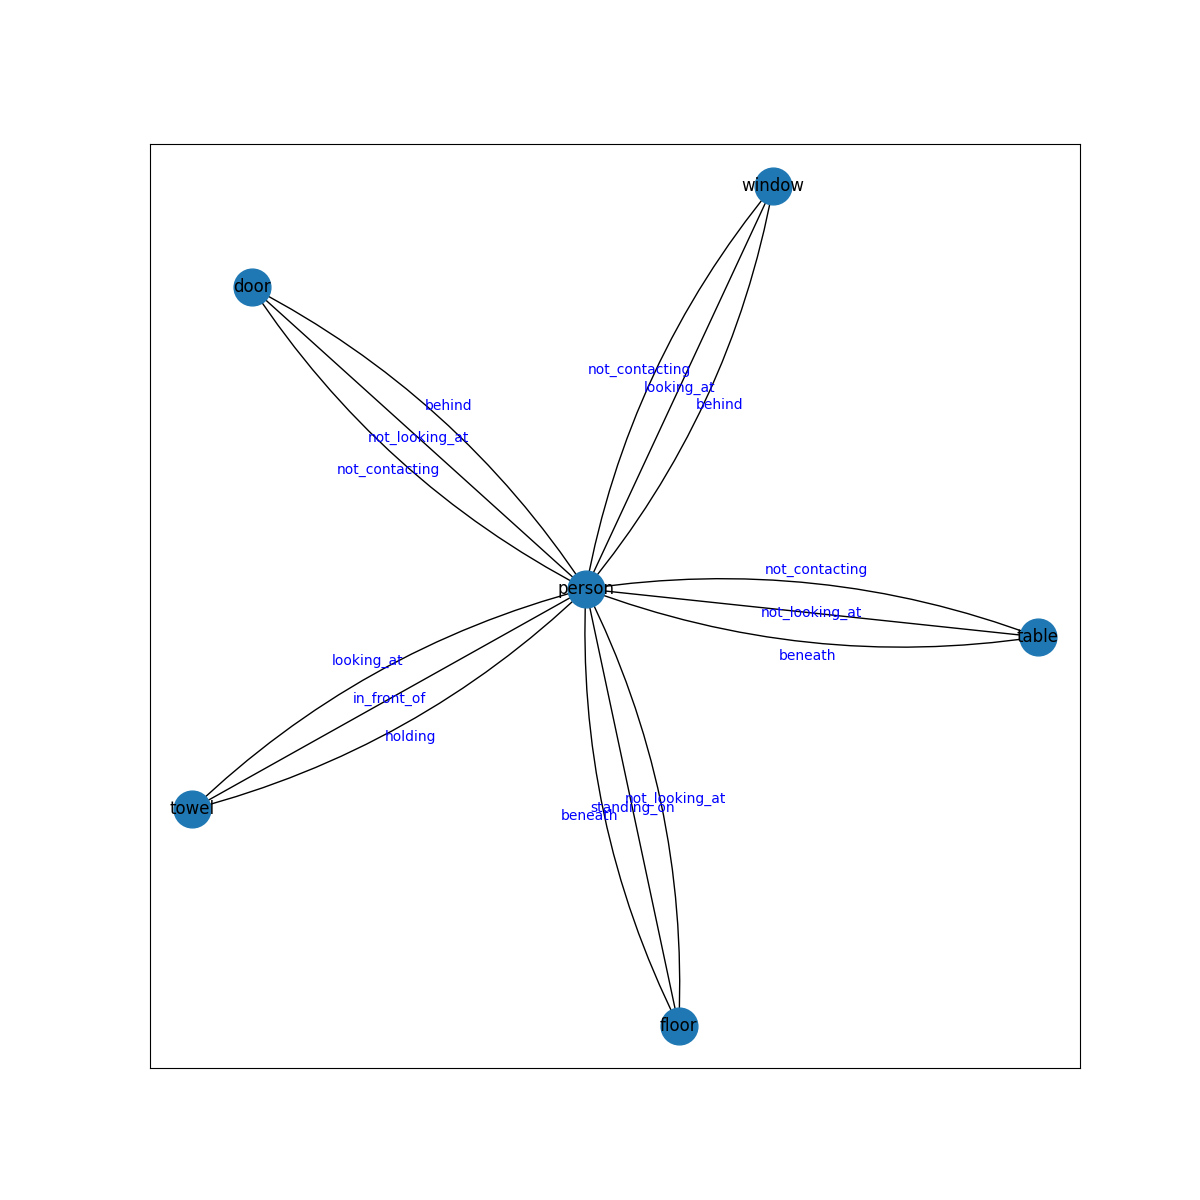 window
door
not_contacting
looking_at
behind
behind
not_looking_at
not_contacting
not_contacting
person
not_looking_at
table
beneath
looking_at
in_front_of
holding
not_looking_at
standing_on
beneath
towel
floor